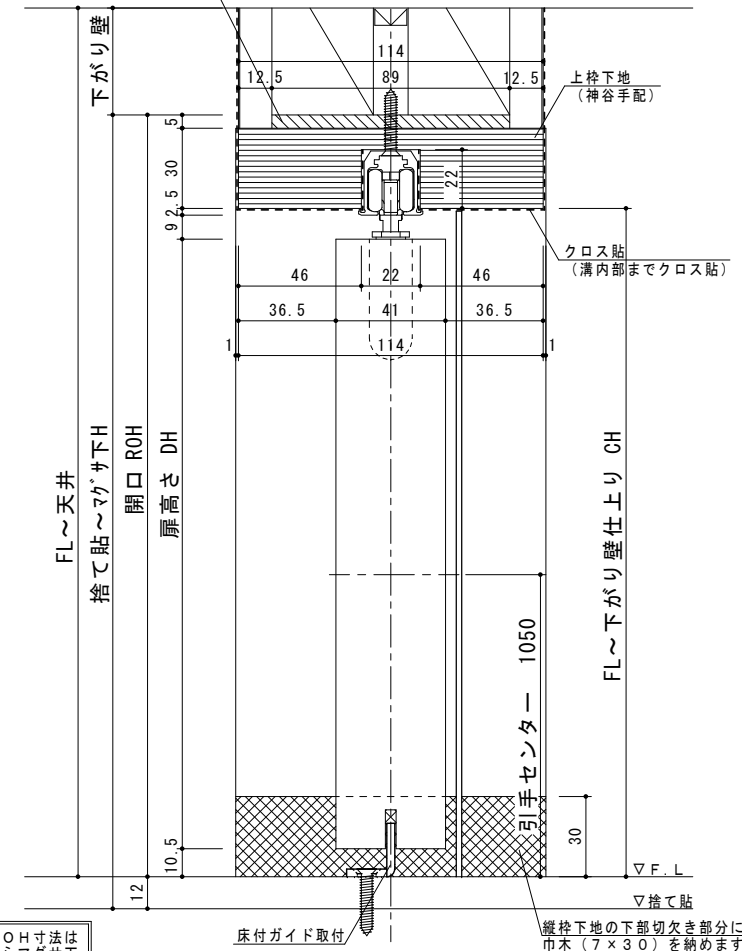 下がり壁
114
12.5
89
12.5
上枠下地
（神谷手配）
5
30
2.5
9
22
クロス貼
（溝内部までクロス貼）
46
22
46
36.5
41
36.5
1
114
1
FL～天井
捨て貼～マグサ下H
開口 ROH
扉高さ DH
FL～下がり壁仕上り CH
引手センター 1050
10.5
12
30
▽F.L
▽捨て貼
床付ガイド取付
縦枠下地の下部切欠き部分に
巾木（7×30）を納めます
OH寸法は